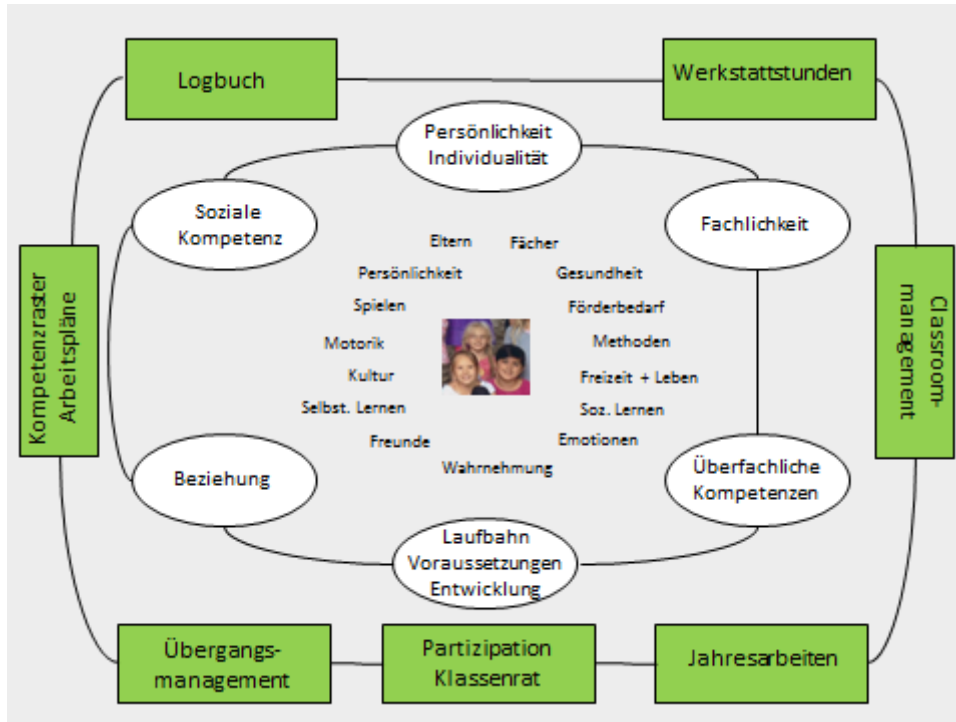 Logbuch
Werkstattstunden
Persönlichkeit
Individualität
Soziale
Kompetenz
Fachlichkeit
Eltern
Fächer
Persönlichkeit
Gesundheit
Spielen
Förderbedarf
Motorik
Methoden
Kultur
Freizeit + Leben
Selbst. Lernen
Soz. Lernen
Freunde
Emotionen
Wahrnehmung
Kompetenzraster
Arbeitspläne
Classroom-
management
Beziehung
Überfachliche
Kompetenzen
Laufbahn
Voraussetzungen
Entwicklung
Übergangs-
management
Partizipation
Klassenrat
Jahresarbeiten